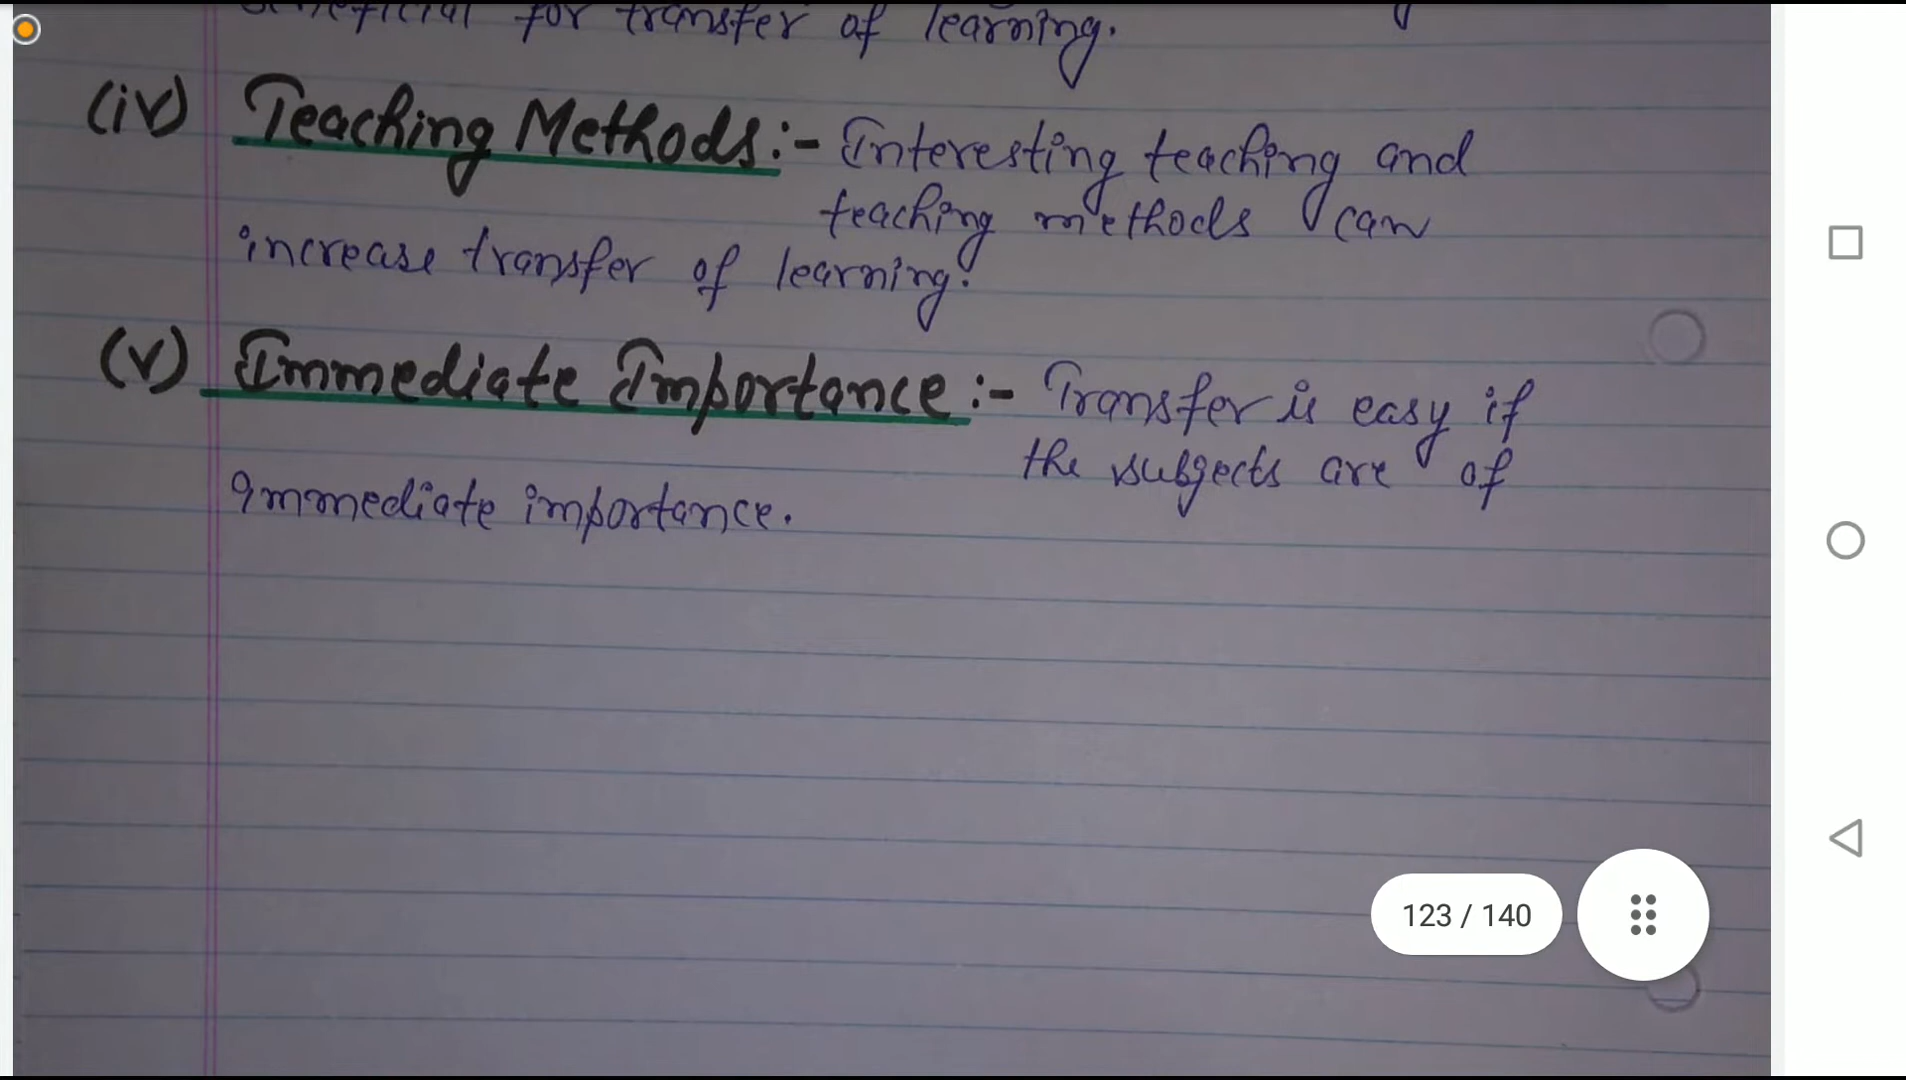 beneficial for transfer of learning.
(iv) Teaching Methods:- Interesting teaching and
teaching methods can
increase transfer of learning.
(v) Immediate Importance:- Transfer is easy if
the subjects are of
immediate importance.
123 / 140